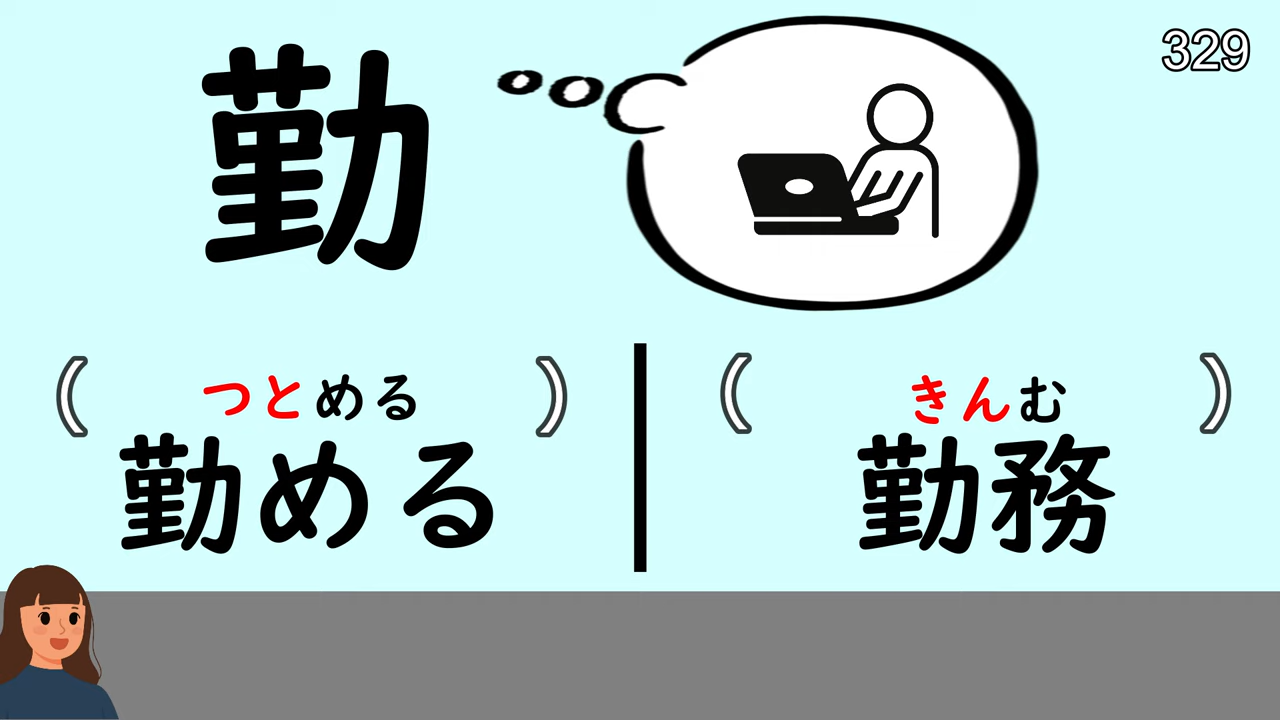 329
勤
( つとめる )
勤める
( きんむ )
勤務